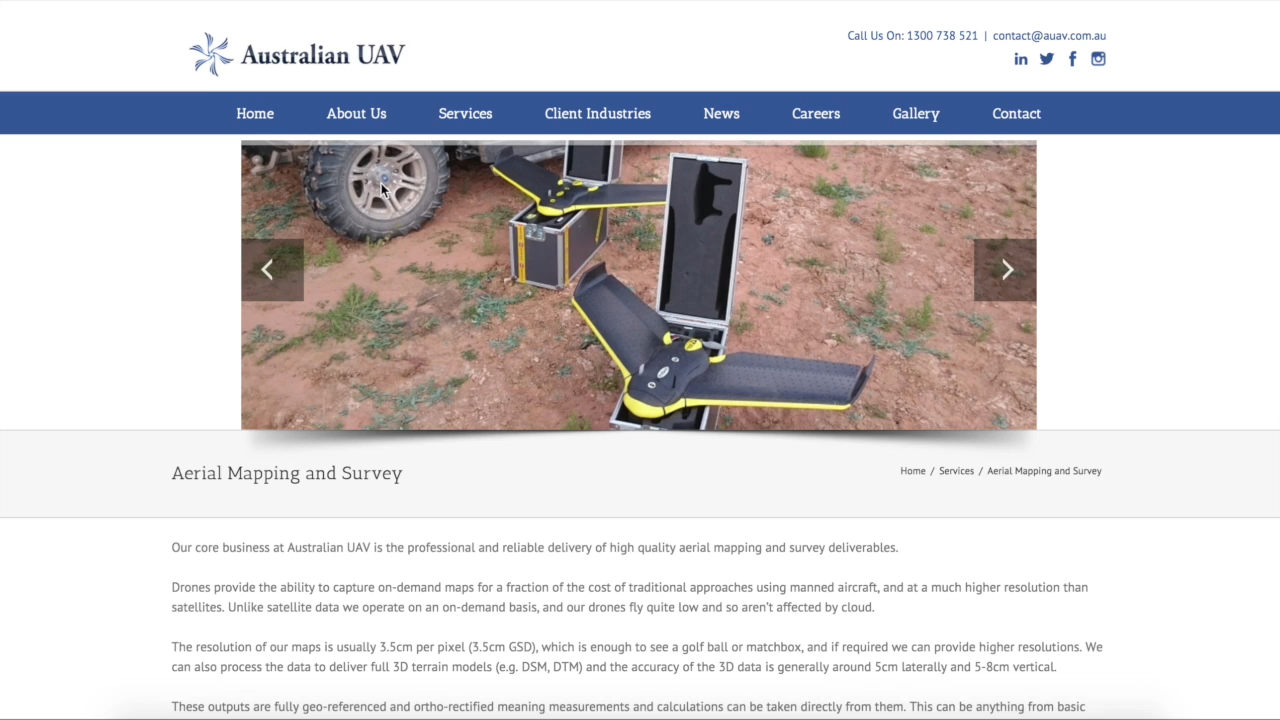 Australian UAV
Call Us On: 1300 738 521 | contact@auav.com.au
Home About Us Services Client Industries News Careers Gallery Contact
Aerial Mapping and Survey
Home / Services / Aerial Mapping and Survey
Our core business at Australian UAV is the professional and reliable delivery of high quality aerial mapping and survey deliverables.
Drones provide the ability to capture on-demand maps for a fraction of the cost of traditional approaches using manned aircraft, and at a much higher resolution than
satellites. Unlike satellite data we operate on an on-demand basis, and our drones fly quite low and so aren't affected by cloud.
The resolution of our maps is usually 3.5cm per pixel (3.5cm GSD), which is enough to see a golf ball or matchbox, and if required we can provide higher resolutions. We
can also process the data to deliver full 3D terrain models (e.g. DSM, DTM) and the accuracy of the 3D data is generally around 5cm laterally and 5-8cm vertical.
These outputs are fully geo-referenced and ortho-rectified meaning measurements and calculations can be taken directly from them. This can be anything from basic